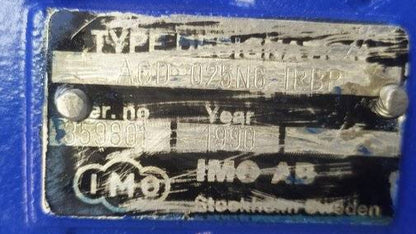 TYPE DESIGNATION
ACD 025N6 IRBP
Ser. no Year
359801 1990
IMO
IMO AB
Stockholm Sweden